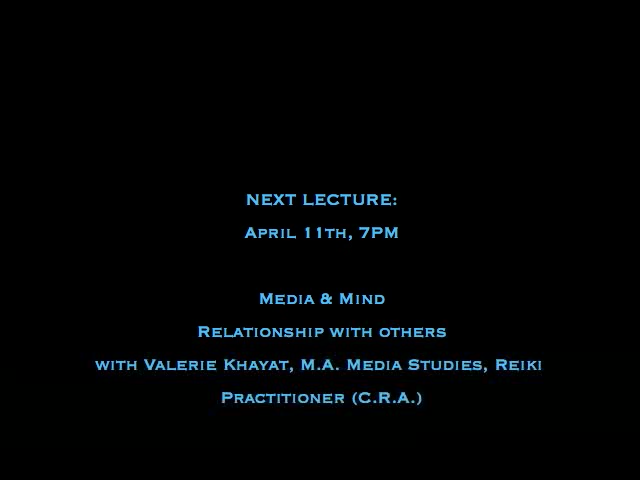 NEXT LECTURE:
April 11th, 7PM
Media & Mind
Relationship with others
with Valerie Khayat, M.A. Media Studies, Reiki
Practitioner (C.R.A.)